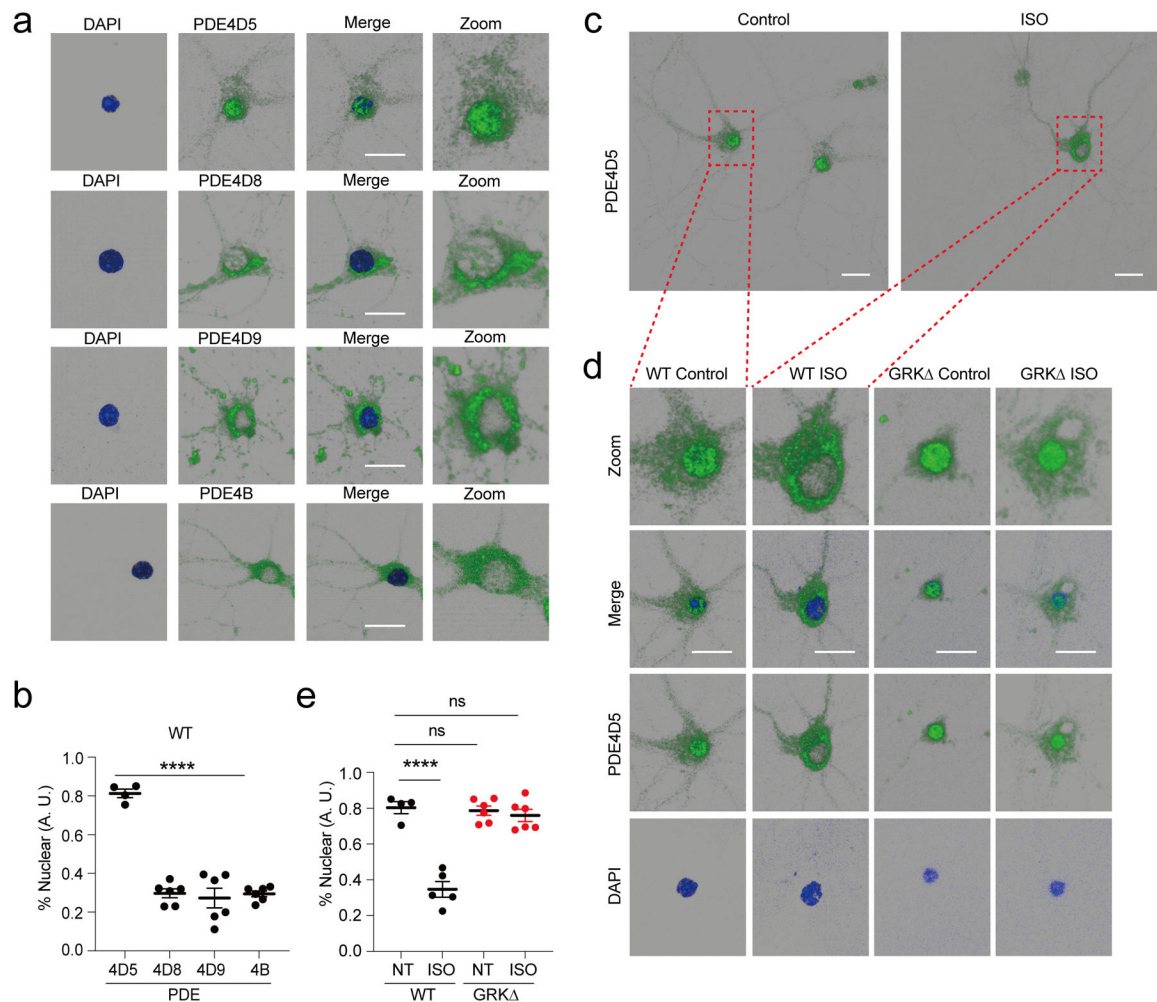 a
DAPI PDE4D5 Merge Zoom
DAPI PDE4D8 Merge Zoom
DAPI PDE4D9 Merge Zoom
DAPI PDE4B Merge Zoom
b
WT
****
% Nuclear (A. U.)
1.0
0.8
0.6
0.4
0.2
0.0
4D5 4D8 4D9 4B
PDE
c
Control ISO
PDE4D5
d
WT Control WT ISO GRKΔ Control GRKΔ ISO
Zoom
Merge
PDE4D5
DAPI
e
ns
ns
****
% Nuclear (A. U.)
1.0
0.8
0.6
0.4
0.2
0.0
NT ISO NT ISO
WT GRKΔ